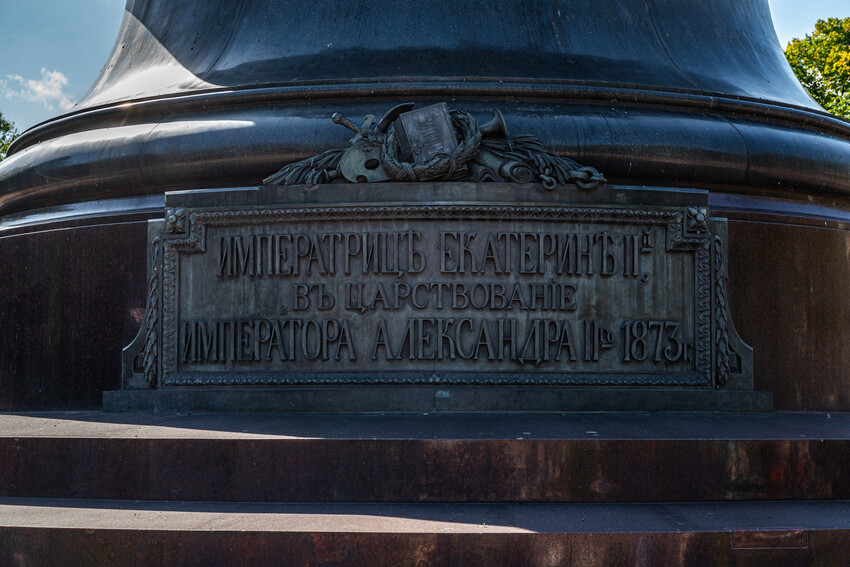 ИМПЕРАТРИЦѢ ЕКАТЕРИНѢ IIй,
ВЪ ЦАРСТВОВАНІЕ
ИМПЕРАТОРА АЛЕКСАНДРА IIго 1873г.